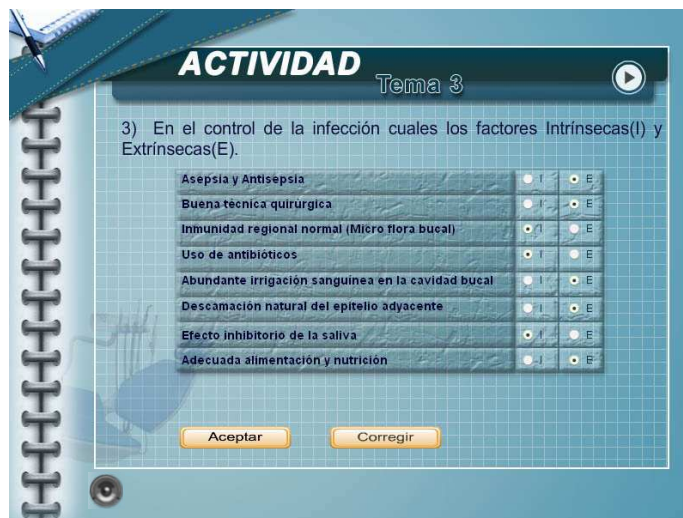 ACTIVIDAD
Tema 3
3) En el control de la infección cuales los factores Intrínsecas(I) y
Extrínsecas(E).
Asepsia y Antisepsia I E
Buena técnica quirúrgica I E
Inmunidad regional normal (Micro flora bucal) I E
Uso de antibióticos I E
Abundante irrigación sanguínea en la cavidad bucal I E
Descamación natural del epitelio adyacente I E
Efecto inhibitorio de la saliva I E
Adecuada alimentación y nutrición I E
Aceptar Corregir